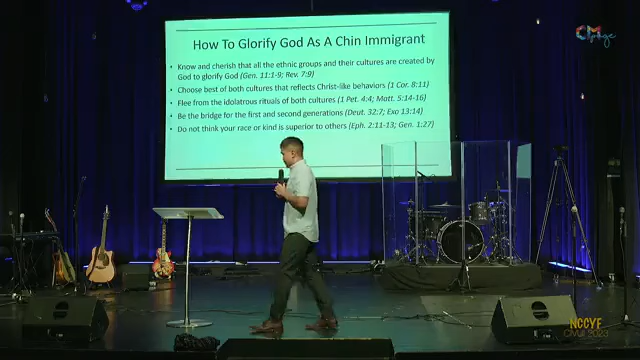 How To Glorify God As A Chin Immigrant
• Know and cherish that all the ethnic groups and their cultures are created by
God to glorify God (Gen. 11:1-9; Rev. 7:9)
• Choose best of both cultures that reflects Christ-like behaviors (1 Cor. 8:11)
• Flee from the idolatrous rituals of both cultures (1 Pet. 4:4; Matt. 5:14-16)
• Be the bridge for the first and second generations (Deut. 32:7; Exo 13:14)
• Do not think your race or kind is superior to others (Eph. 2:11-13; Gen. 1:27)
CM
NCCYF